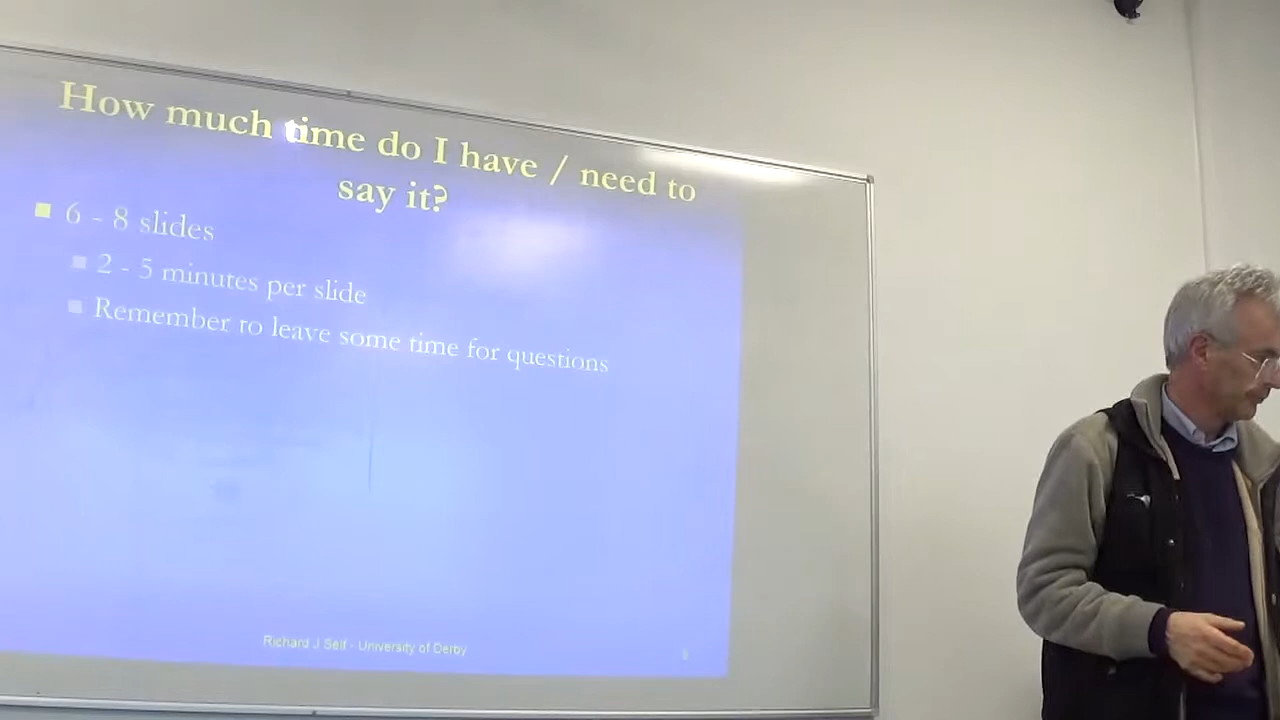 How much time do I have / need to
say it?
6 - 8 slides
2 - 5 minutes per slide
Remember to leave some time for questions
Richard J Self - University of Derby